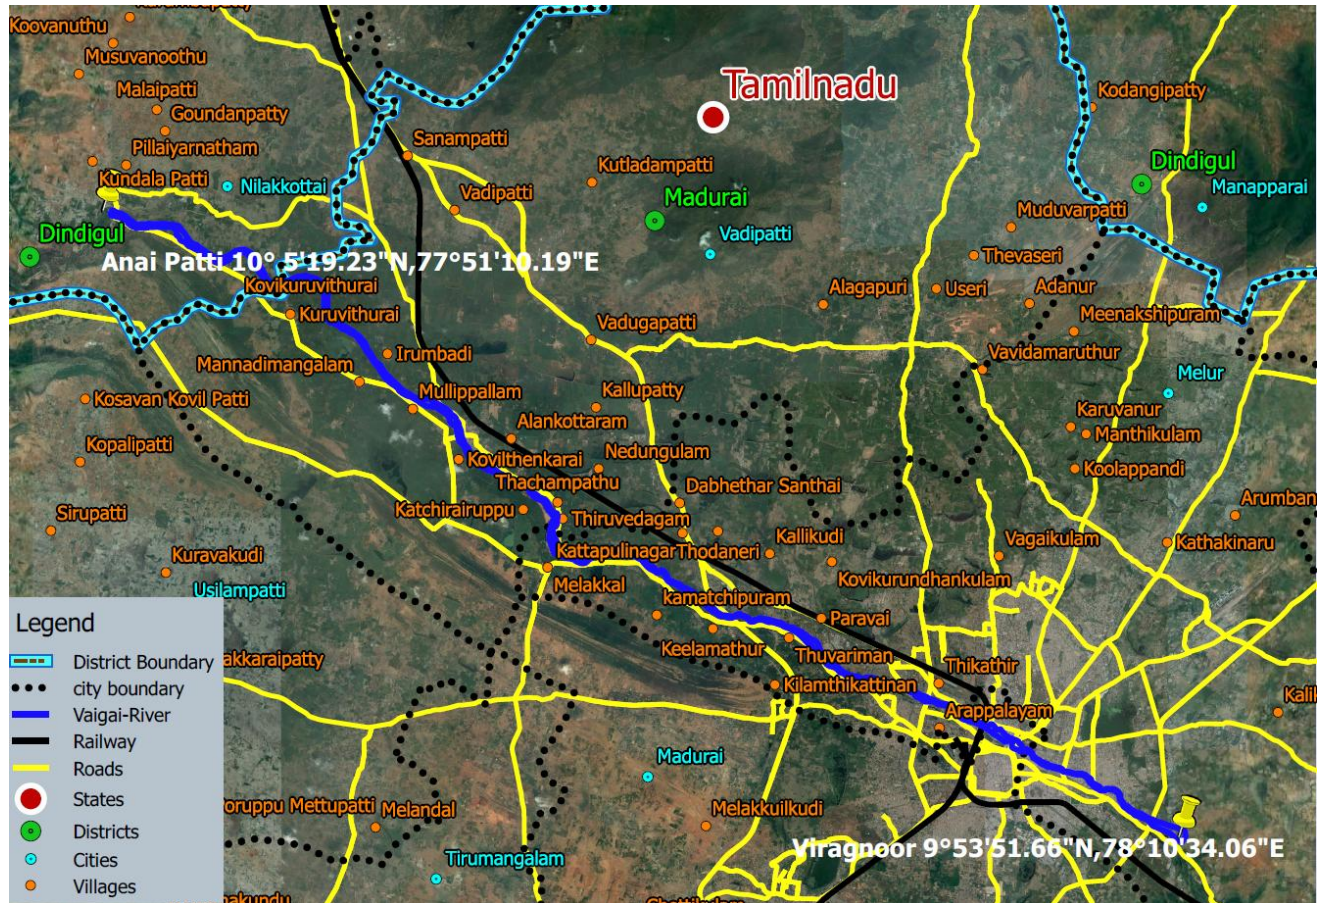 Koovanuthu
Musuvanoothu
Malaipatti
Goundanpatty
Pillaiyarnatham
Kundala Patti
Nilakkottai
Dindigul
Sanampatti
Vadipatti
Kutladampatti
Tamilnadu
Madurai
Vadipatti
Kodangipatty
Dindigul
Manapparai
Muduvarpatti
Thevaseri
Anai Patti 10° 5'19.23"N,77°51'10.19"E
Kovikuruvithurai
Kuruvithurai
Alagapuri
Useri
Adanur
Meenakshipuram
Vadugapatti
Irumbadi
Mannadimangalam
Vavidamaruthur
Melur
Mullippallam
Kallupatty
Kosavan Kovil Patti
Alankottaram
Karuvanur
Manthikulam
Kopalipatti
Kovilthenkarai
Nedungulam
Koolappandi
Thachampathu
Dabhethar Santhai
Katchirairuppu
Thiruvedagam
Arumban
Sirupatti
Kattapulinagar
Thodaneri
Kallikudi
Vagaikulam
Kathakinaru
Kuravakudi
Melakkal
Kovikurundhankulam
Usilampatti
kamatchipuram
Paravai
Keelamathur
Thuvariman
Thikathir
akkaraipatty
Kilamthikattinan
Arappalayam
Kalik
Madurai
oruppu Mettupatti
Melandal
Melakkuilkudi
Viragnoor 9°53'51.66"N,78°10'34.06"E
Tirumangalam
Legend
District Boundary
city boundary
Vaigai-River
Railway
Roads
States
Districts
Cities
Villages